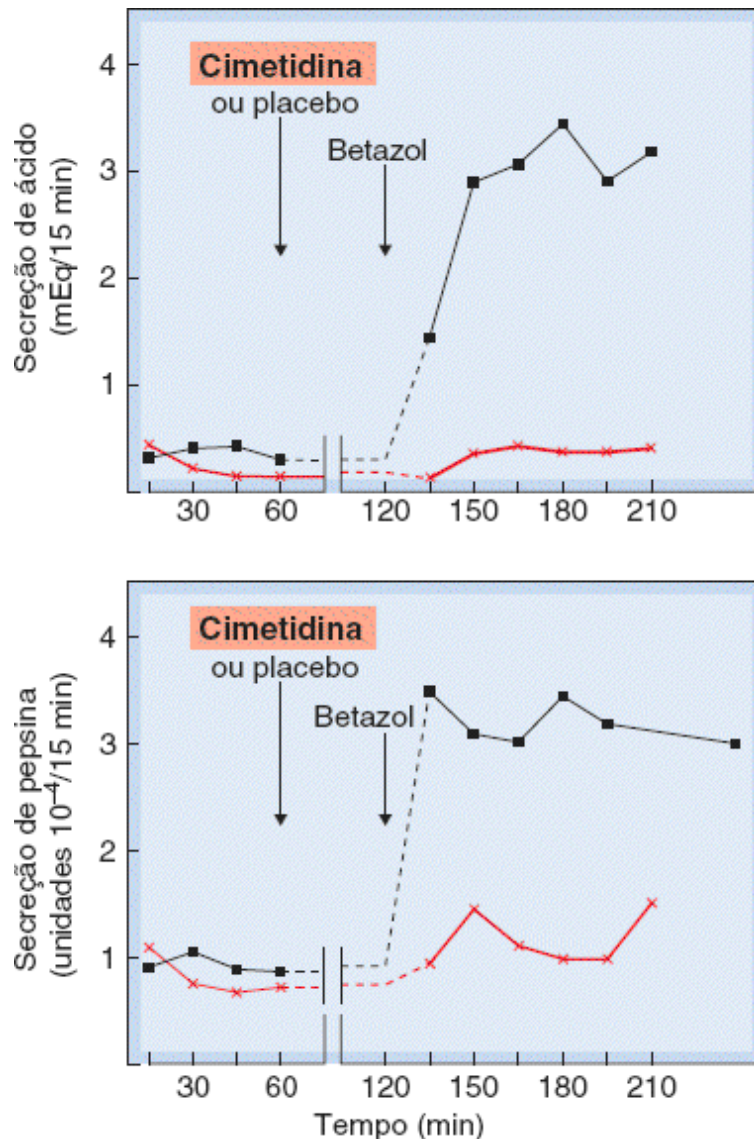 4
3
2
1
Secreção de ácido
(mEq/15 min)
Cimetidina
ou placebo
Betazol
30 60 120 150 180 210
4
3
2
1
Secreção de pepsina
(unidades 10⁻⁴/15 min)
Cimetidina
ou placebo
Betazol
30 60 120 150 180 210
Tempo (min)